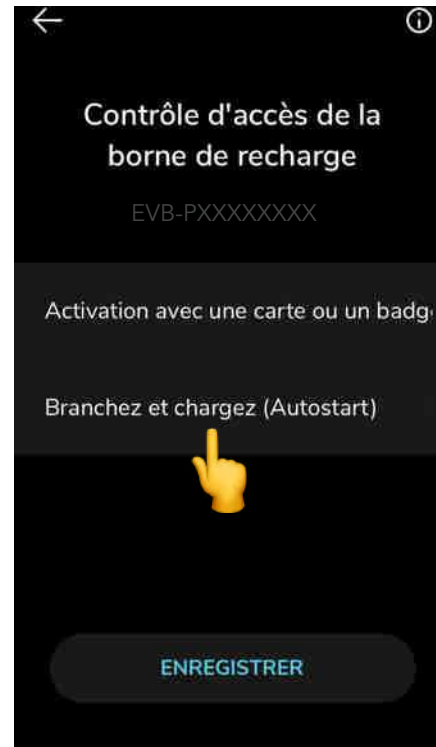 Contrôle d'accès de la
borne de recharge
EVB-PXXXXXXXX
Activation avec une carte ou un badg
Branchez et chargez (Autostart)
ENREGISTRER